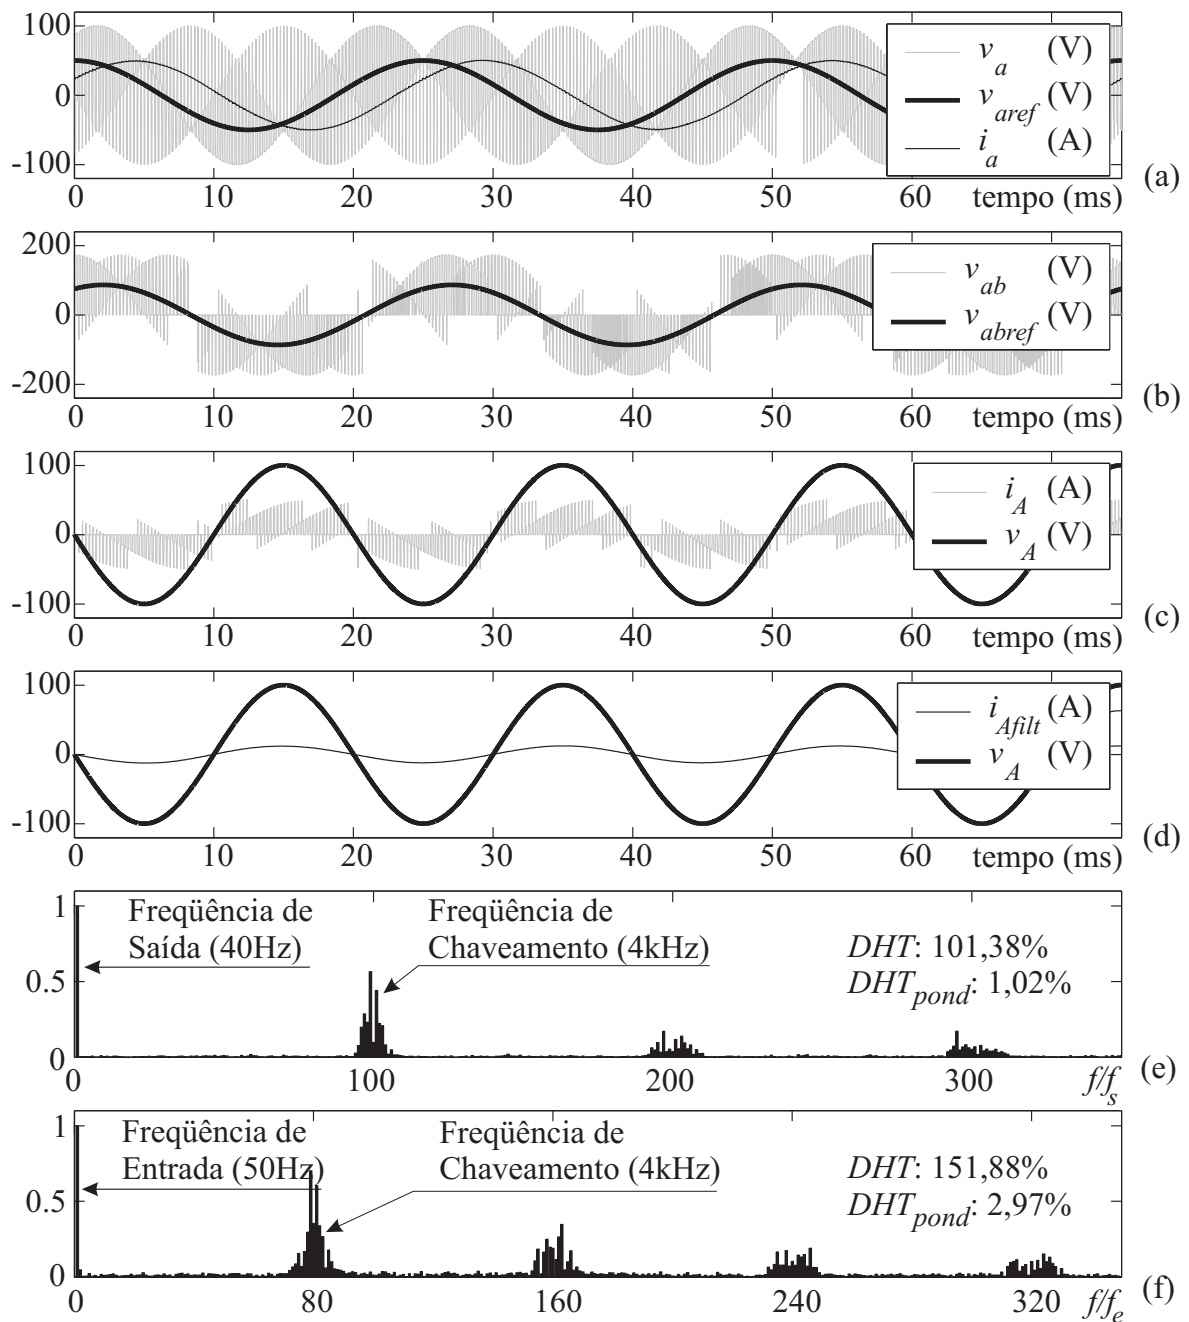 100
0
-100
v_a (V)
v_aref (V)
i_a (A)
0 10 20 30 40 50 60 tempo (ms)
(a)
200
0
-200
v_ab (V)
v_abref (V)
0 10 20 30 40 50 60 tempo (ms)
(b)
100
0
-100
i_A (A)
v_A (V)
0 10 20 30 40 50 60 tempo (ms)
(c)
100
0
-100
i_Afilt (A)
v_A (V)
0 10 20 30 40 50 60 tempo (ms)
(d)
1
0.5
0
Freqüência de
Saída (40Hz)
Freqüência de
Chaveamento (4kHz)
DHT: 101,38%
DHT_pond: 1,02%
0 100 200 300 f/f_s
(e)
1
0.5
0
Freqüência de
Entrada (50Hz)
Freqüência de
Chaveamento (4kHz)
DHT: 151,88%
DHT_pond: 2,97%
0 80 160 240 320 f/f_e
(f)